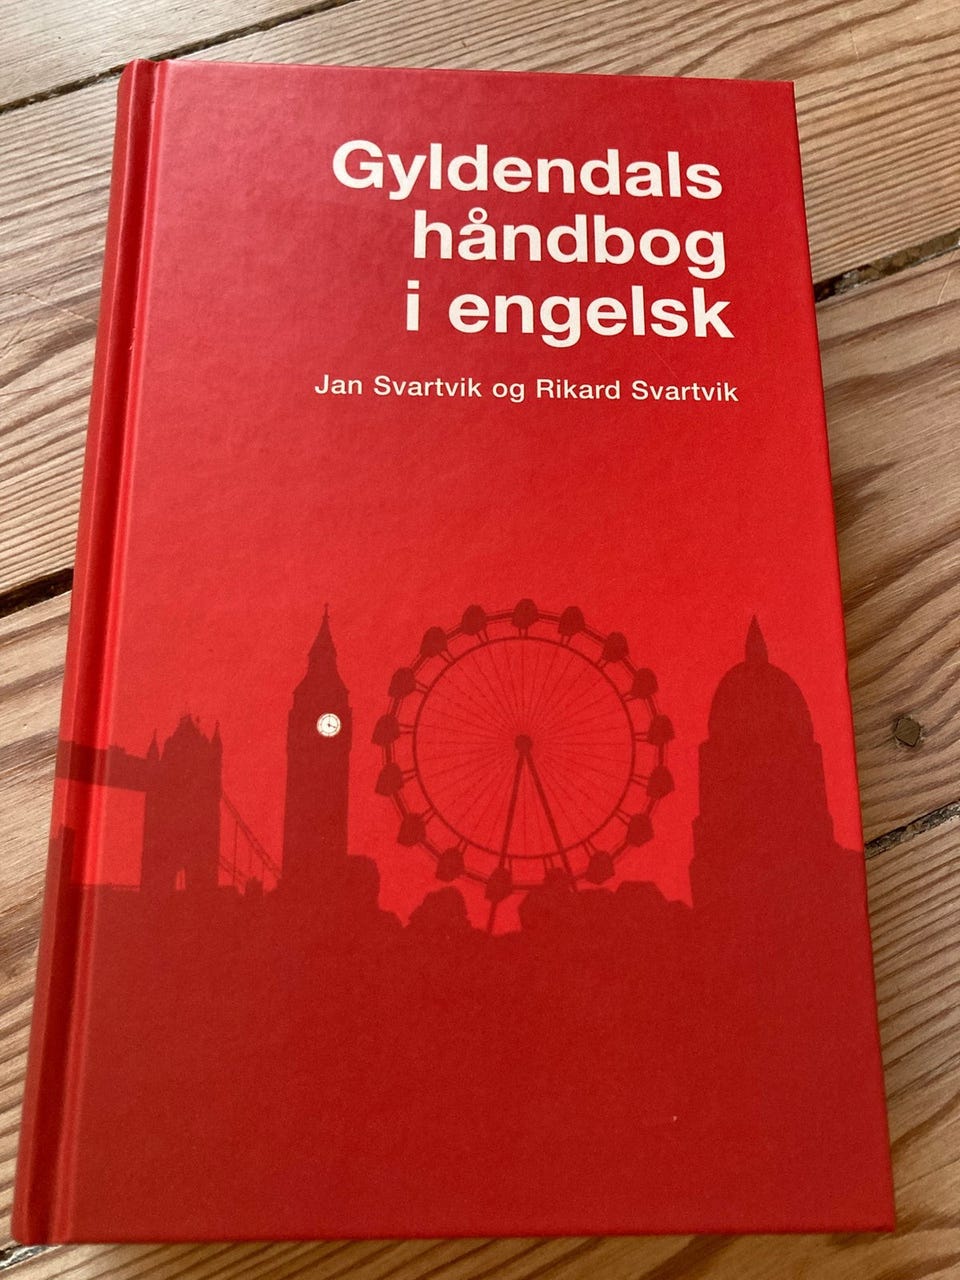 Gyldendals
håndbog
i engelsk
Jan Svartvik og Rikard Svartvik